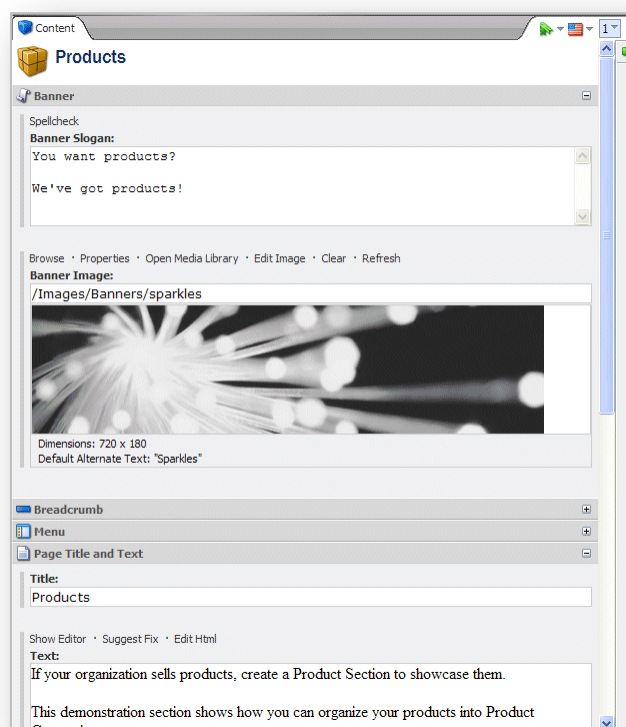 Content
1
Products
Banner
Spellcheck
Banner Slogan:
You want products?
We've got products!
Browse · Properties · Open Media Library · Edit Image · Clear · Refresh
Banner Image:
/Images/Banners/sparkles
Dimensions: 720 x 180
Default Alternate Text: "Sparkles"
Breadcrumb
Menu
Page Title and Text
Title:
Products
Show Editor · Suggest Fix · Edit Html
Text:
If your organization sells products, create a Product Section to showcase them.
This demonstration section shows how you can organize your products into Product